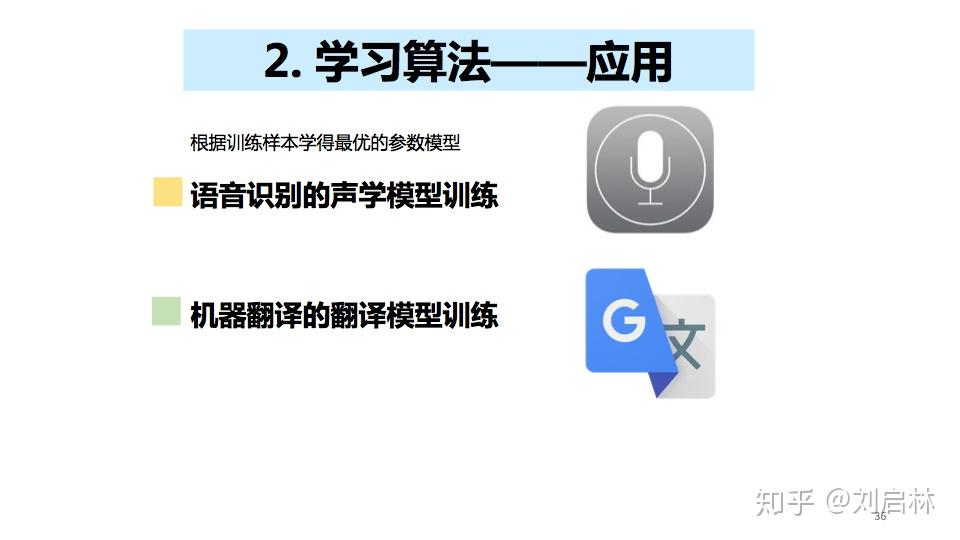 2. 学习算法——应用
根据训练样本学得最优的参数模型
语音识别的声学模型训练
机器翻译的翻译模型训练
G
文
知乎 @刘启林
36